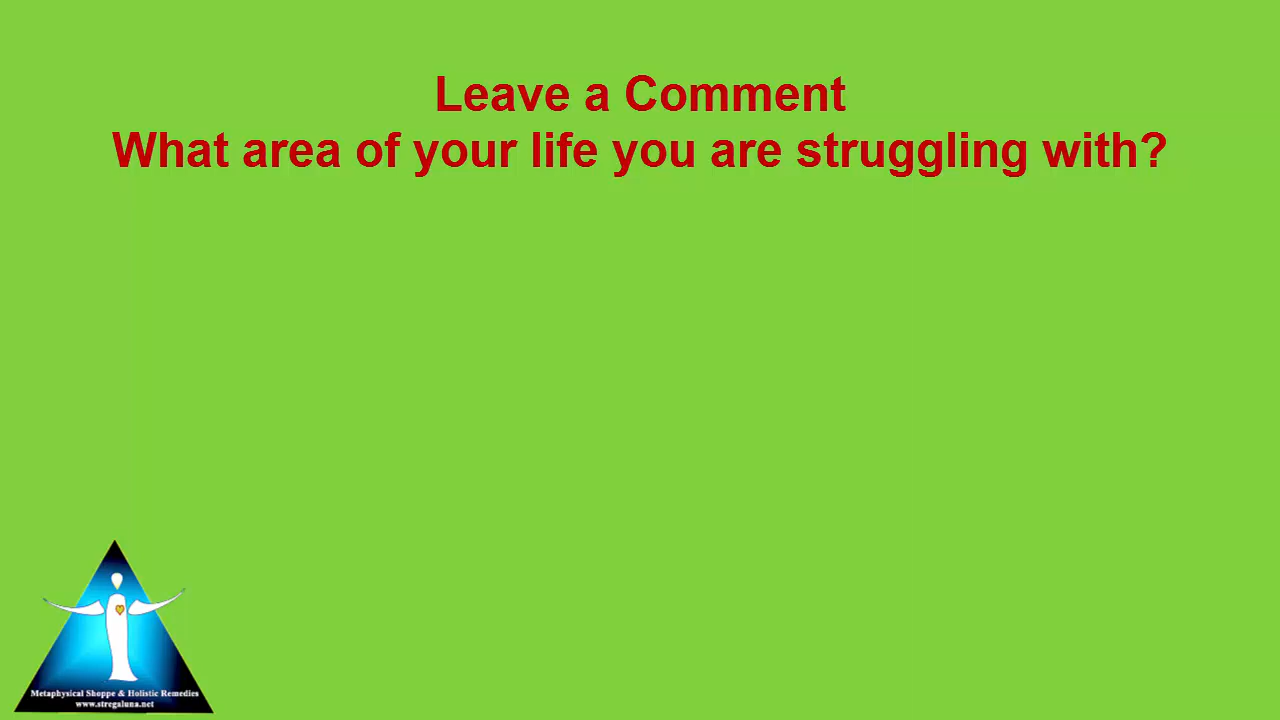 Leave a Comment
What area of your life you are struggling with?
Metaphysical Shoppe & Holistic Remedies
www.stregaluna.net